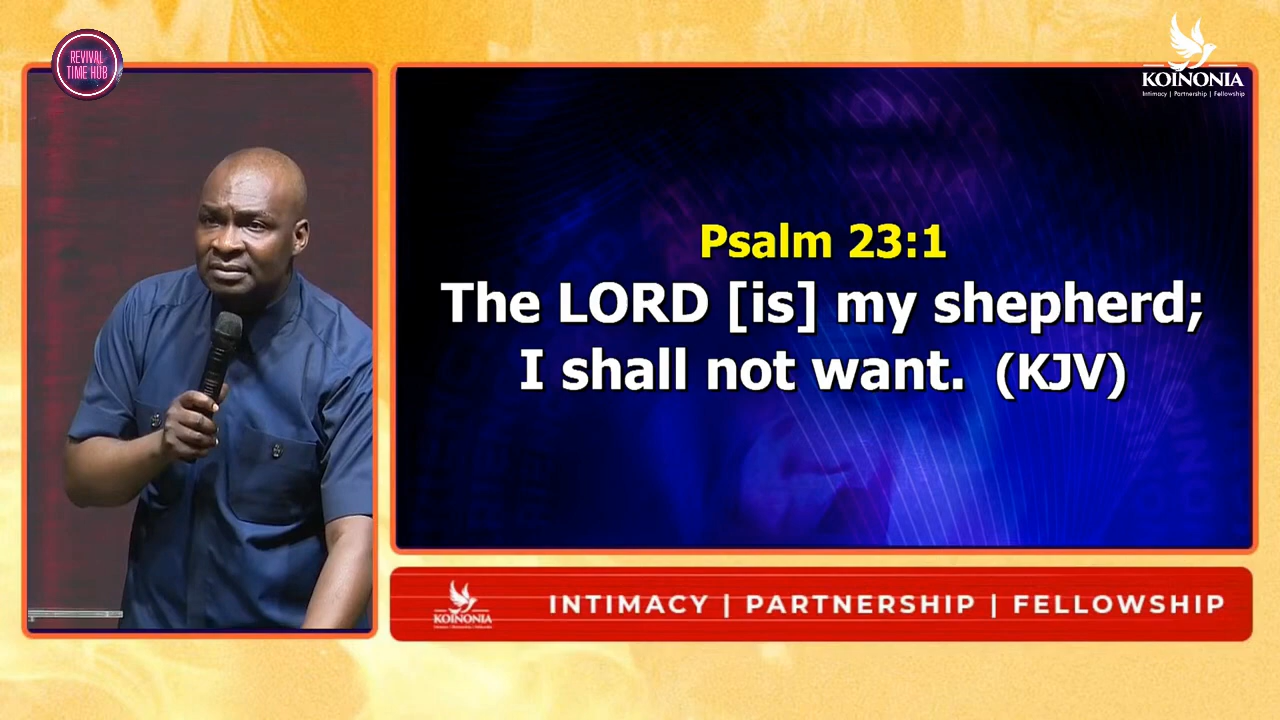 REVIVAL
TIME HUB
KOINONIA
Intimacy | Partnership | Fellowship
Psalm 23:1
The LORD [is] my shepherd;
I shall not want. (KJV)
KOINONIA
INTIMACY | PARTNERSHIP | FELLOWSHIP